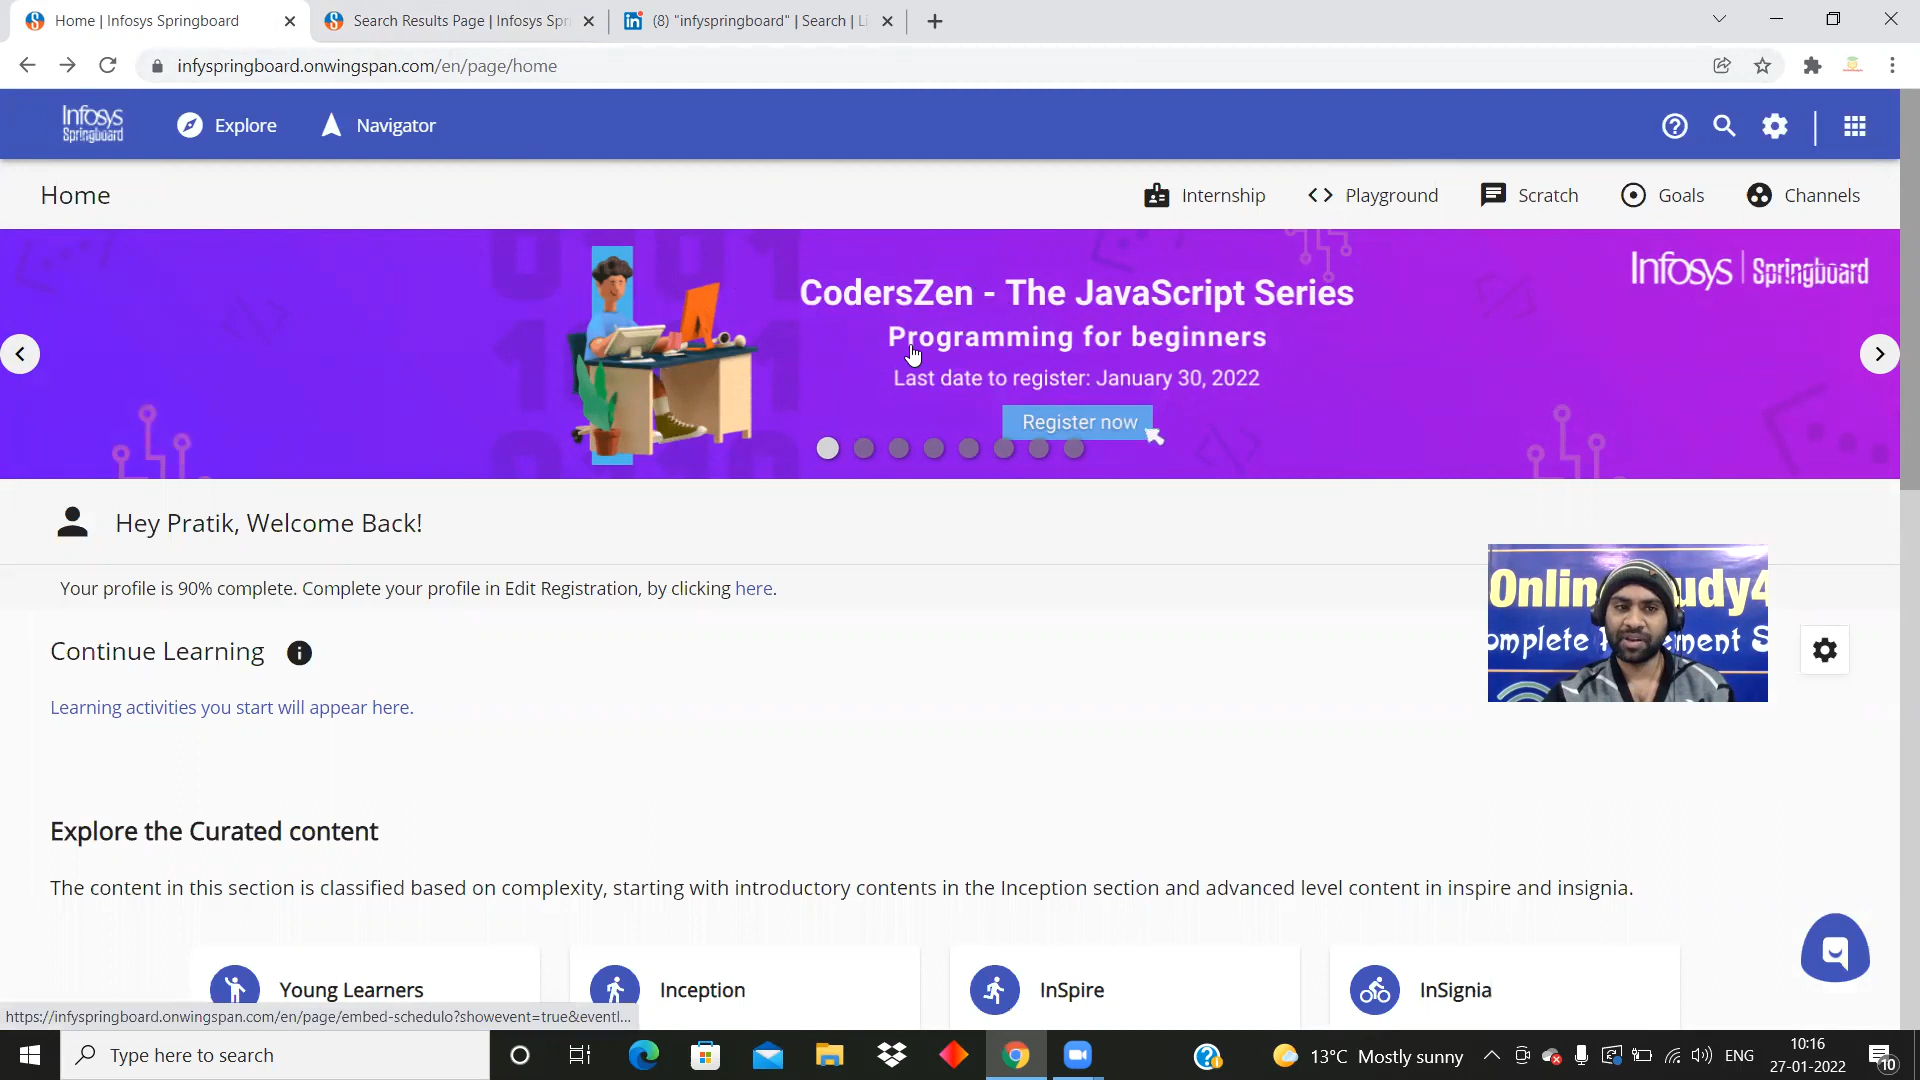 Home | Infosys Springboard
Search Results Page | Infosys Spr
(8) "infyspringboard" | Search | Li
infyspringboard.onwingspan.com/en/page/home
Infosys
Springboard
Explore
Navigator
Home
Internship
Playground
Scratch
Goals
Channels
Infosys | Springboard
CodersZen - The JavaScript Series
Programming for beginners
Last date to register: January 30, 2022
Register now
Hey Pratik, Welcome Back!
Your profile is 90% complete. Complete your profile in Edit Registration, by clicking here.
Continue Learning
Learning activities you start will appear here.
Onlin udy4
omplete ement S
Explore the Curated content
The content in this section is classified based on complexity, starting with introductory contents in the Inception section and advanced level content in inspire and insignia.
Young Learners
Inception
InSpire
InSignia
https://infyspringboard.onwingspan.com/en/page/embed-schedulo?showevent=true&eventl...
Type here to search
13°C Mostly sunny
ENG
10:16
27-01-2022
10